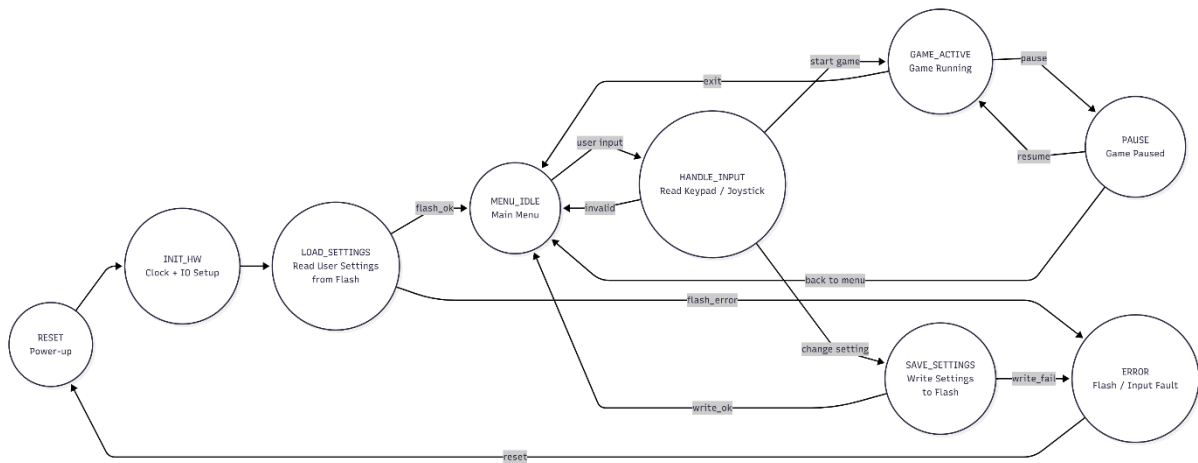 GAME_ACTIVE
Game Running
start game
pause
exit
PAUSE
Game Paused
user input
resume
HANDLE_INPUT
Read Keypad / Joystick
MENU_IDLE
Main Menu
flash_ok
invalid
LOAD_SETTINGS
Read User Settings
from Flash
INIT_HW
Clock + IO Setup
back to menu
flash_error
RESET
Power-up
change setting
SAVE_SETTINGS
Write Settings
to Flash
write_fail
ERROR
Flash / Input Fault
write_ok
reset